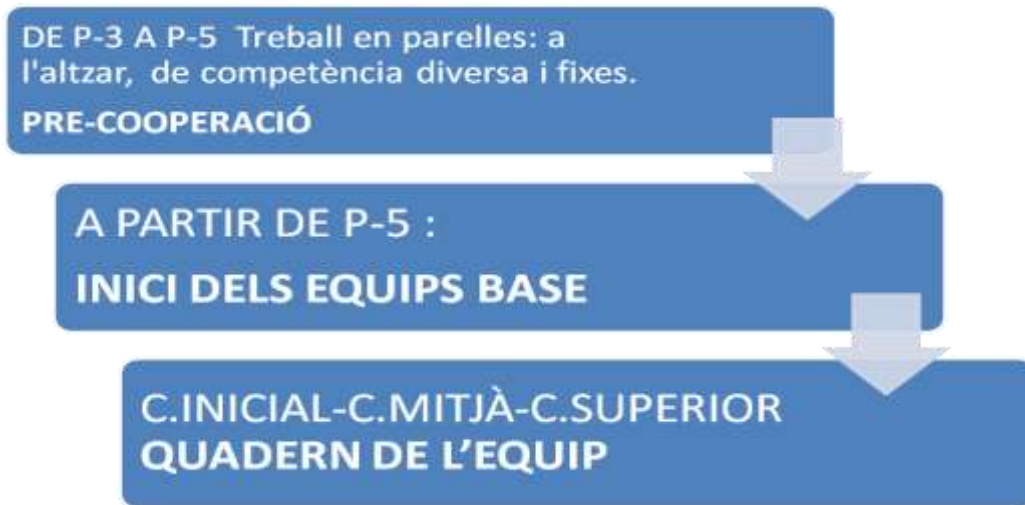 DE P-3 A P-5 Treball en parelles: a
l'altzar, de competència diversa i fixes.
PRE-COOPERACIÓ
A PARTIR DE P-5 :
INICI DELS EQUIPS BASE
C.INICIAL-C.MITJÀ-C.SUPERIOR
QUADERN DE L’EQUIP